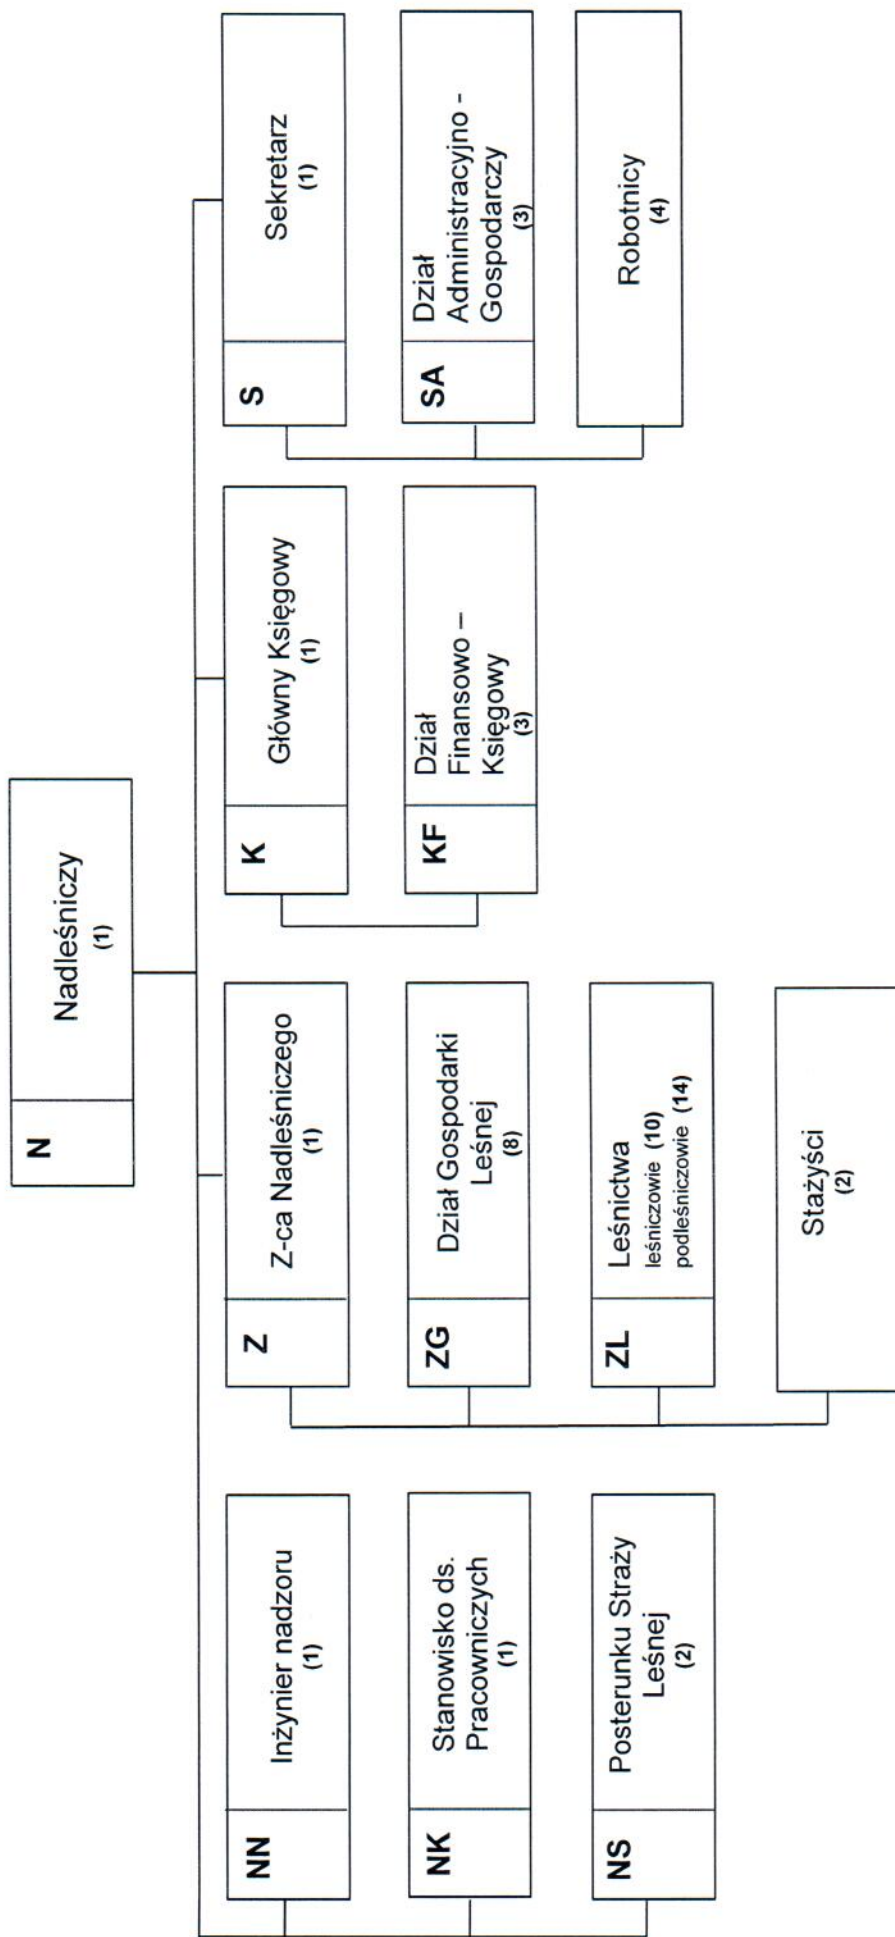 N
Nadleśniczy
(1)
NN
Inżynier nadzoru
(1)
NK
Stanowisko ds.
Pracowniczych
(1)
NS
Posterunku Straży
Leśnej
(2)
Z
Z-ca Nadleśniczego
(1)
ZG
Dział Gospodarki
Leśnej
(8)
ZL
Leśnictwa
leśniczowie (10)
podleśniczowie (14)
Stażyści
(2)
K
Główny Księgowy
(1)
KF
Dział
Finansowo –
Księgowy
(3)
S
Sekretarz
(1)
SA
Dział
Administracyjno -
Gospodarczy
(3)
Robotnicy
(4)